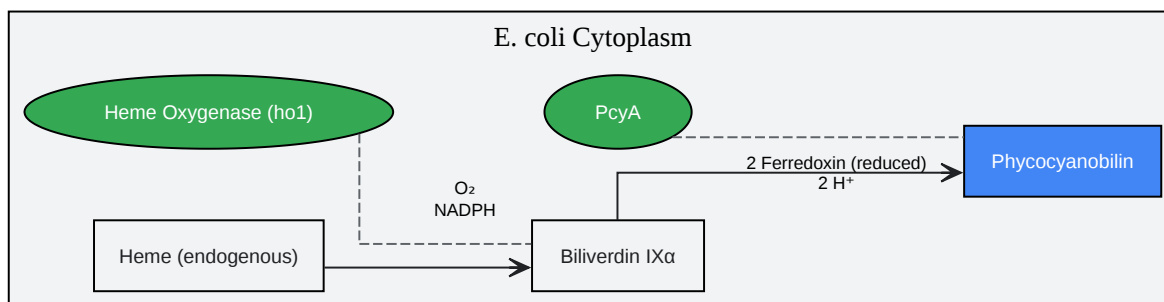 E. coli Cytoplasm
Heme Oxygenase (ho1)
PcyA
2 Ferredoxin (reduced)
2 H⁺
Phycocyanobilin
O₂
NADPH
Heme (endogenous)
Biliverdin IXα